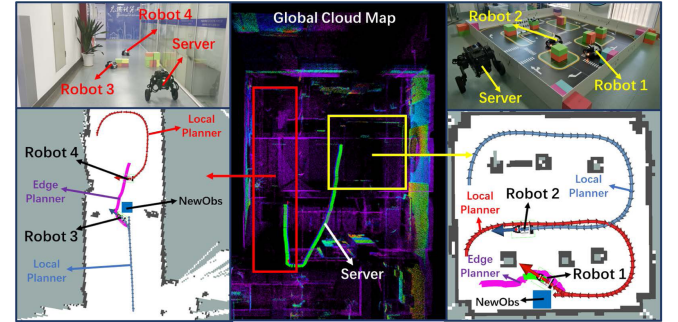 Robot 4
Server
Robot 3
Global Cloud Map
Robot 2
Robot 1
Server
Local
Planner
Robot 4
Edge
Planner
NewObs
Robot 3
Local
Planner
Server
Local
Planner
Local
Planner
Robot 2
Edge
Planner
Robot 1
NewObs